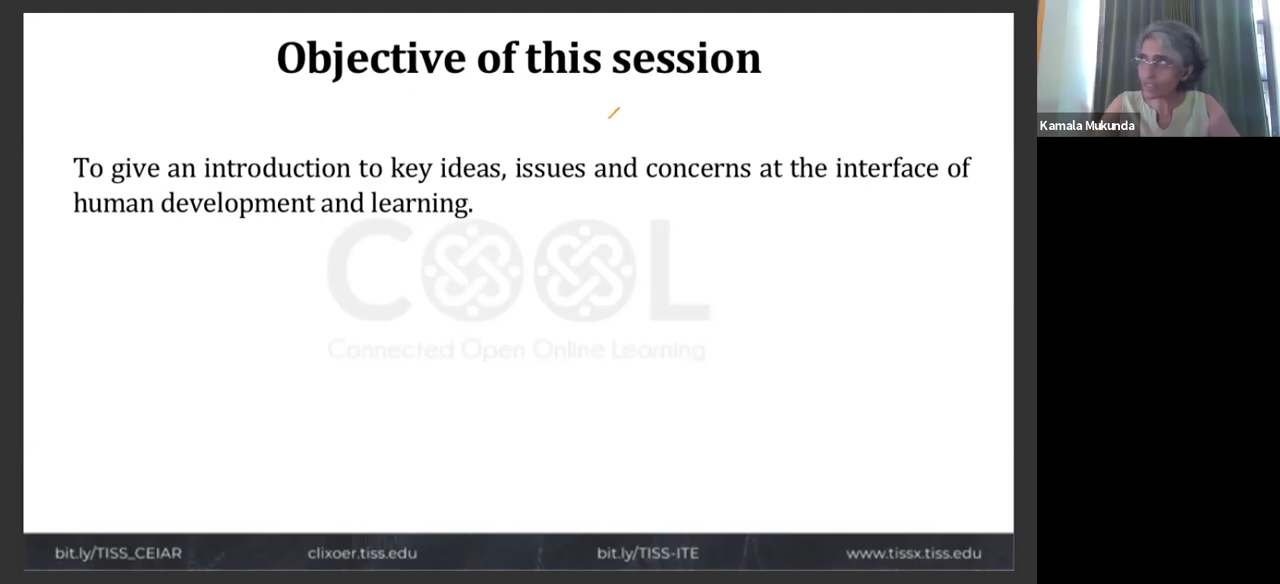 Objective of this session
To give an introduction to key ideas, issues and concerns at the interface of
human development and learning.
COOL
Connected Open Online Learning
bit.ly/TISS_CEIAR
clixoer.tiss.edu
bit.ly/TISS-ITE
www.tissx.tiss.edu
Kamala Mukunda